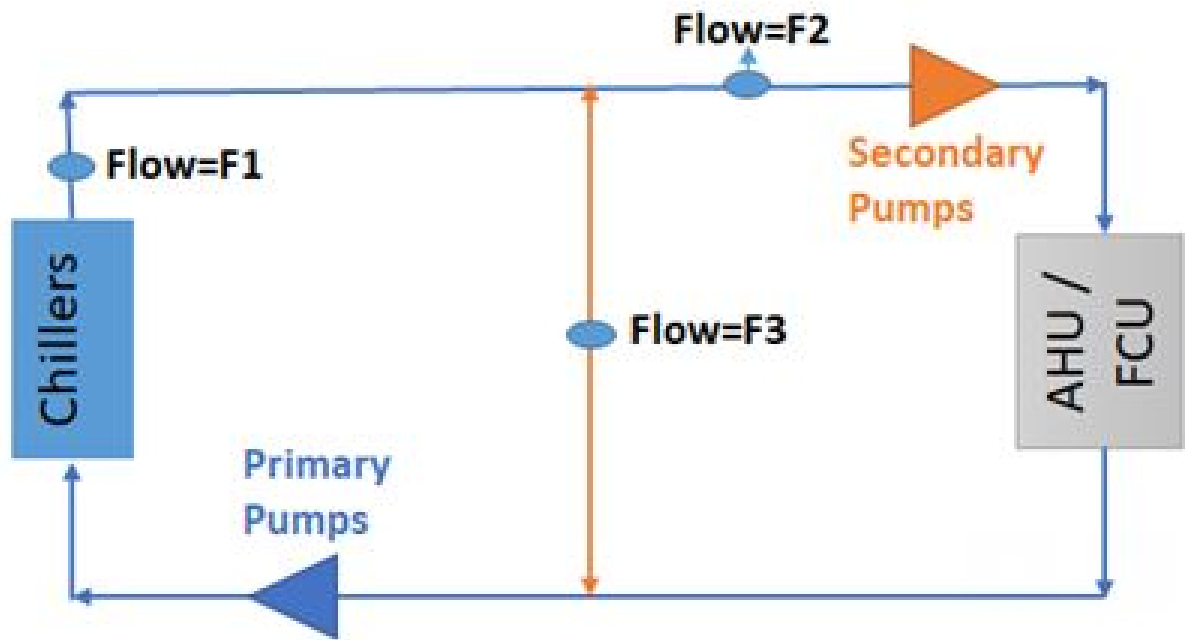 Flow=F2
Flow=F1
Secondary
Pumps
Chillers
Flow=F3
AHU /
FCU
Primary
Pumps